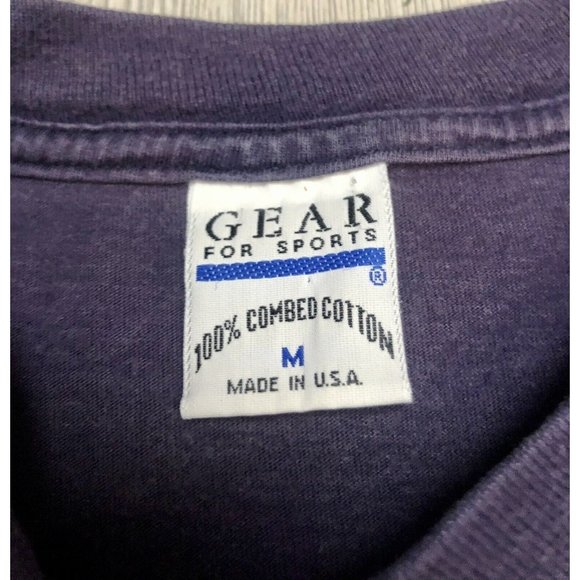 GEAR
FOR SPORTS
®
100% COMBED COTTON
M
MADE IN U.S.A.